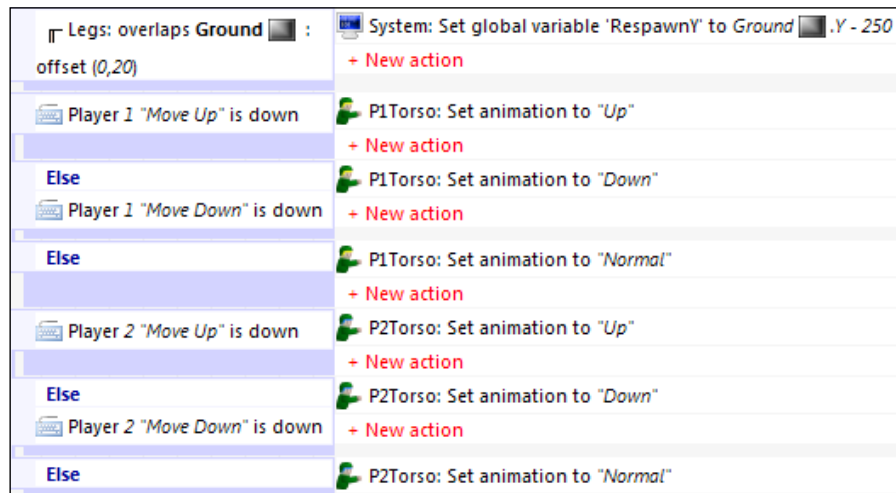 Legs: overlaps Ground :
offset (0,20)
System: Set global variable 'RespawnY' to Ground .Y - 250
+ New action
Player 1 "Move Up" is down
P1Torso: Set animation to "Up"
+ New action
Else
Player 1 "Move Down" is down
P1Torso: Set animation to "Down"
+ New action
Else
P1Torso: Set animation to "Normal"
+ New action
Player 2 "Move Up" is down
P2Torso: Set animation to "Up"
+ New action
Else
Player 2 "Move Down" is down
P2Torso: Set animation to "Down"
+ New action
Else
P2Torso: Set animation to "Normal"